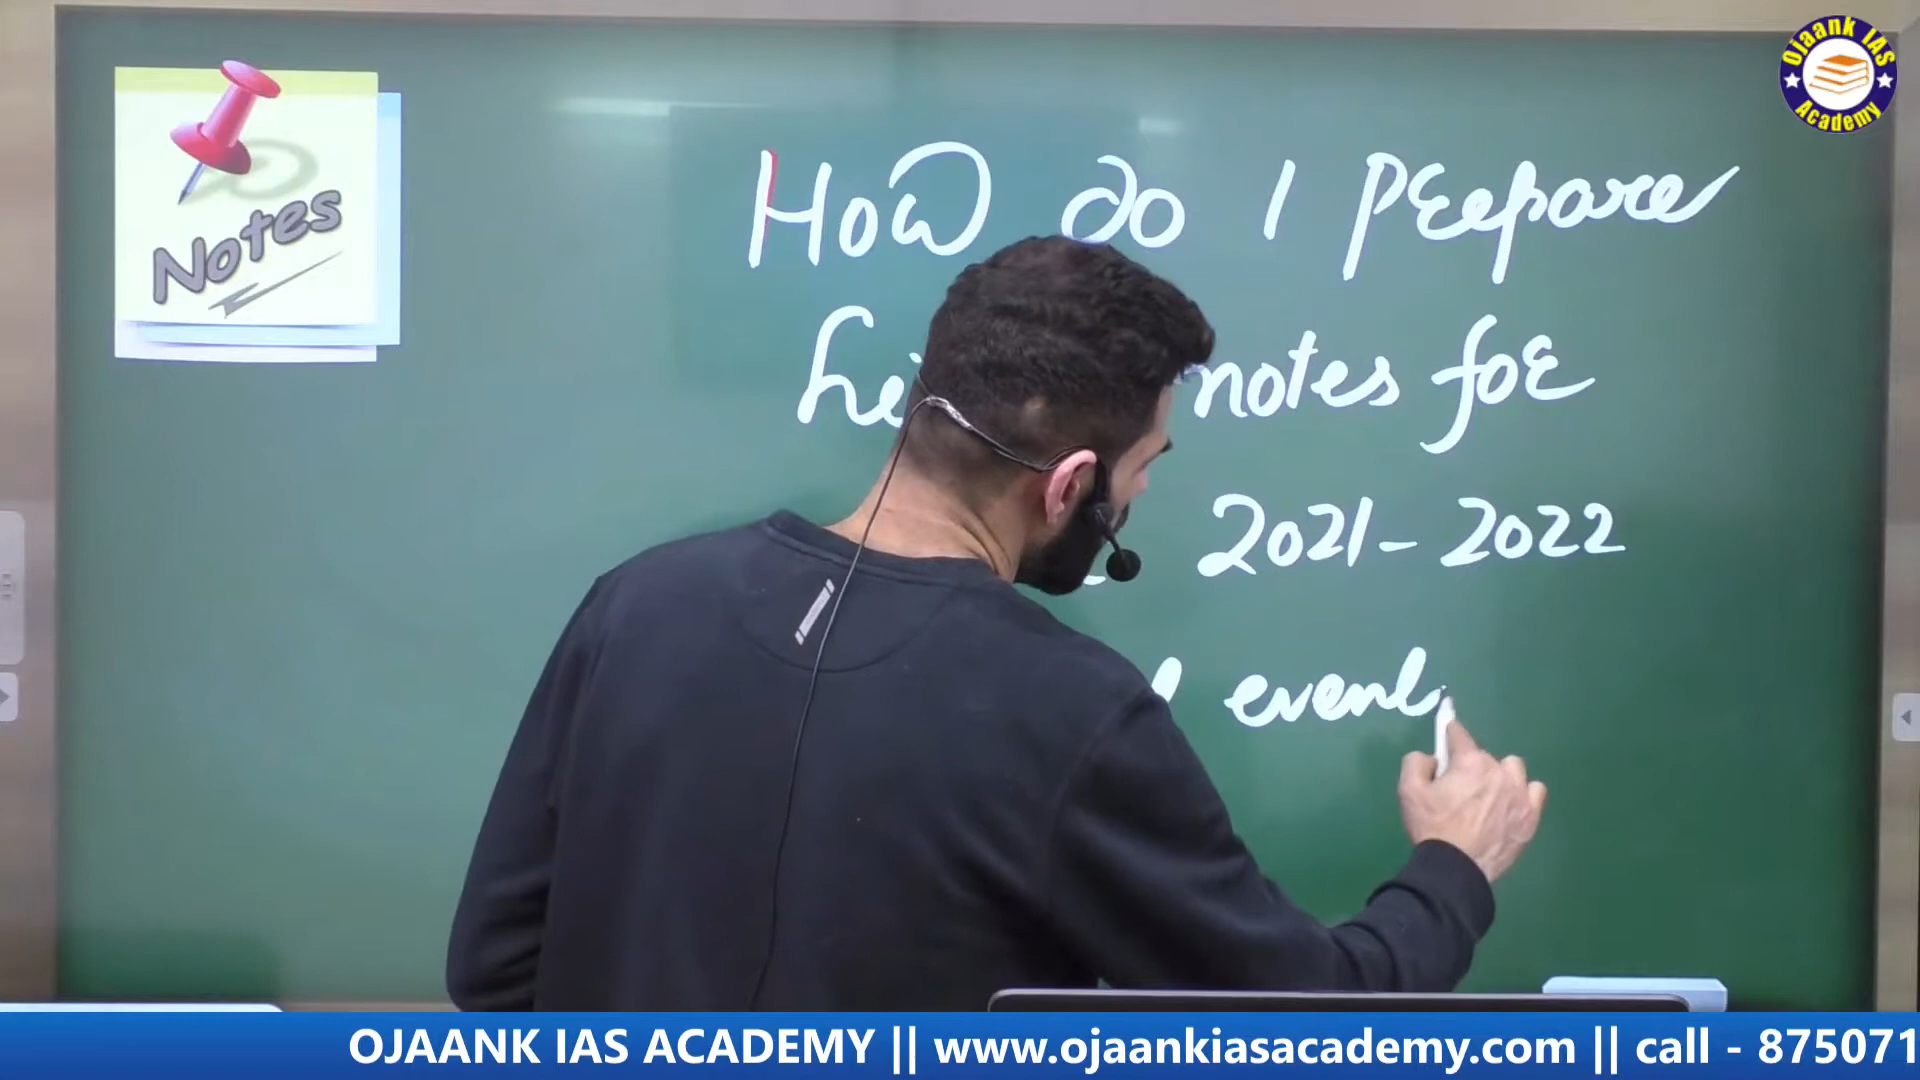 Ojaank IAS
Academy
Notes
How do I prepare
notes for
2021-2022
event
OJAANK IAS ACADEMY || www.ojaankiasacademy.com || call - 875071